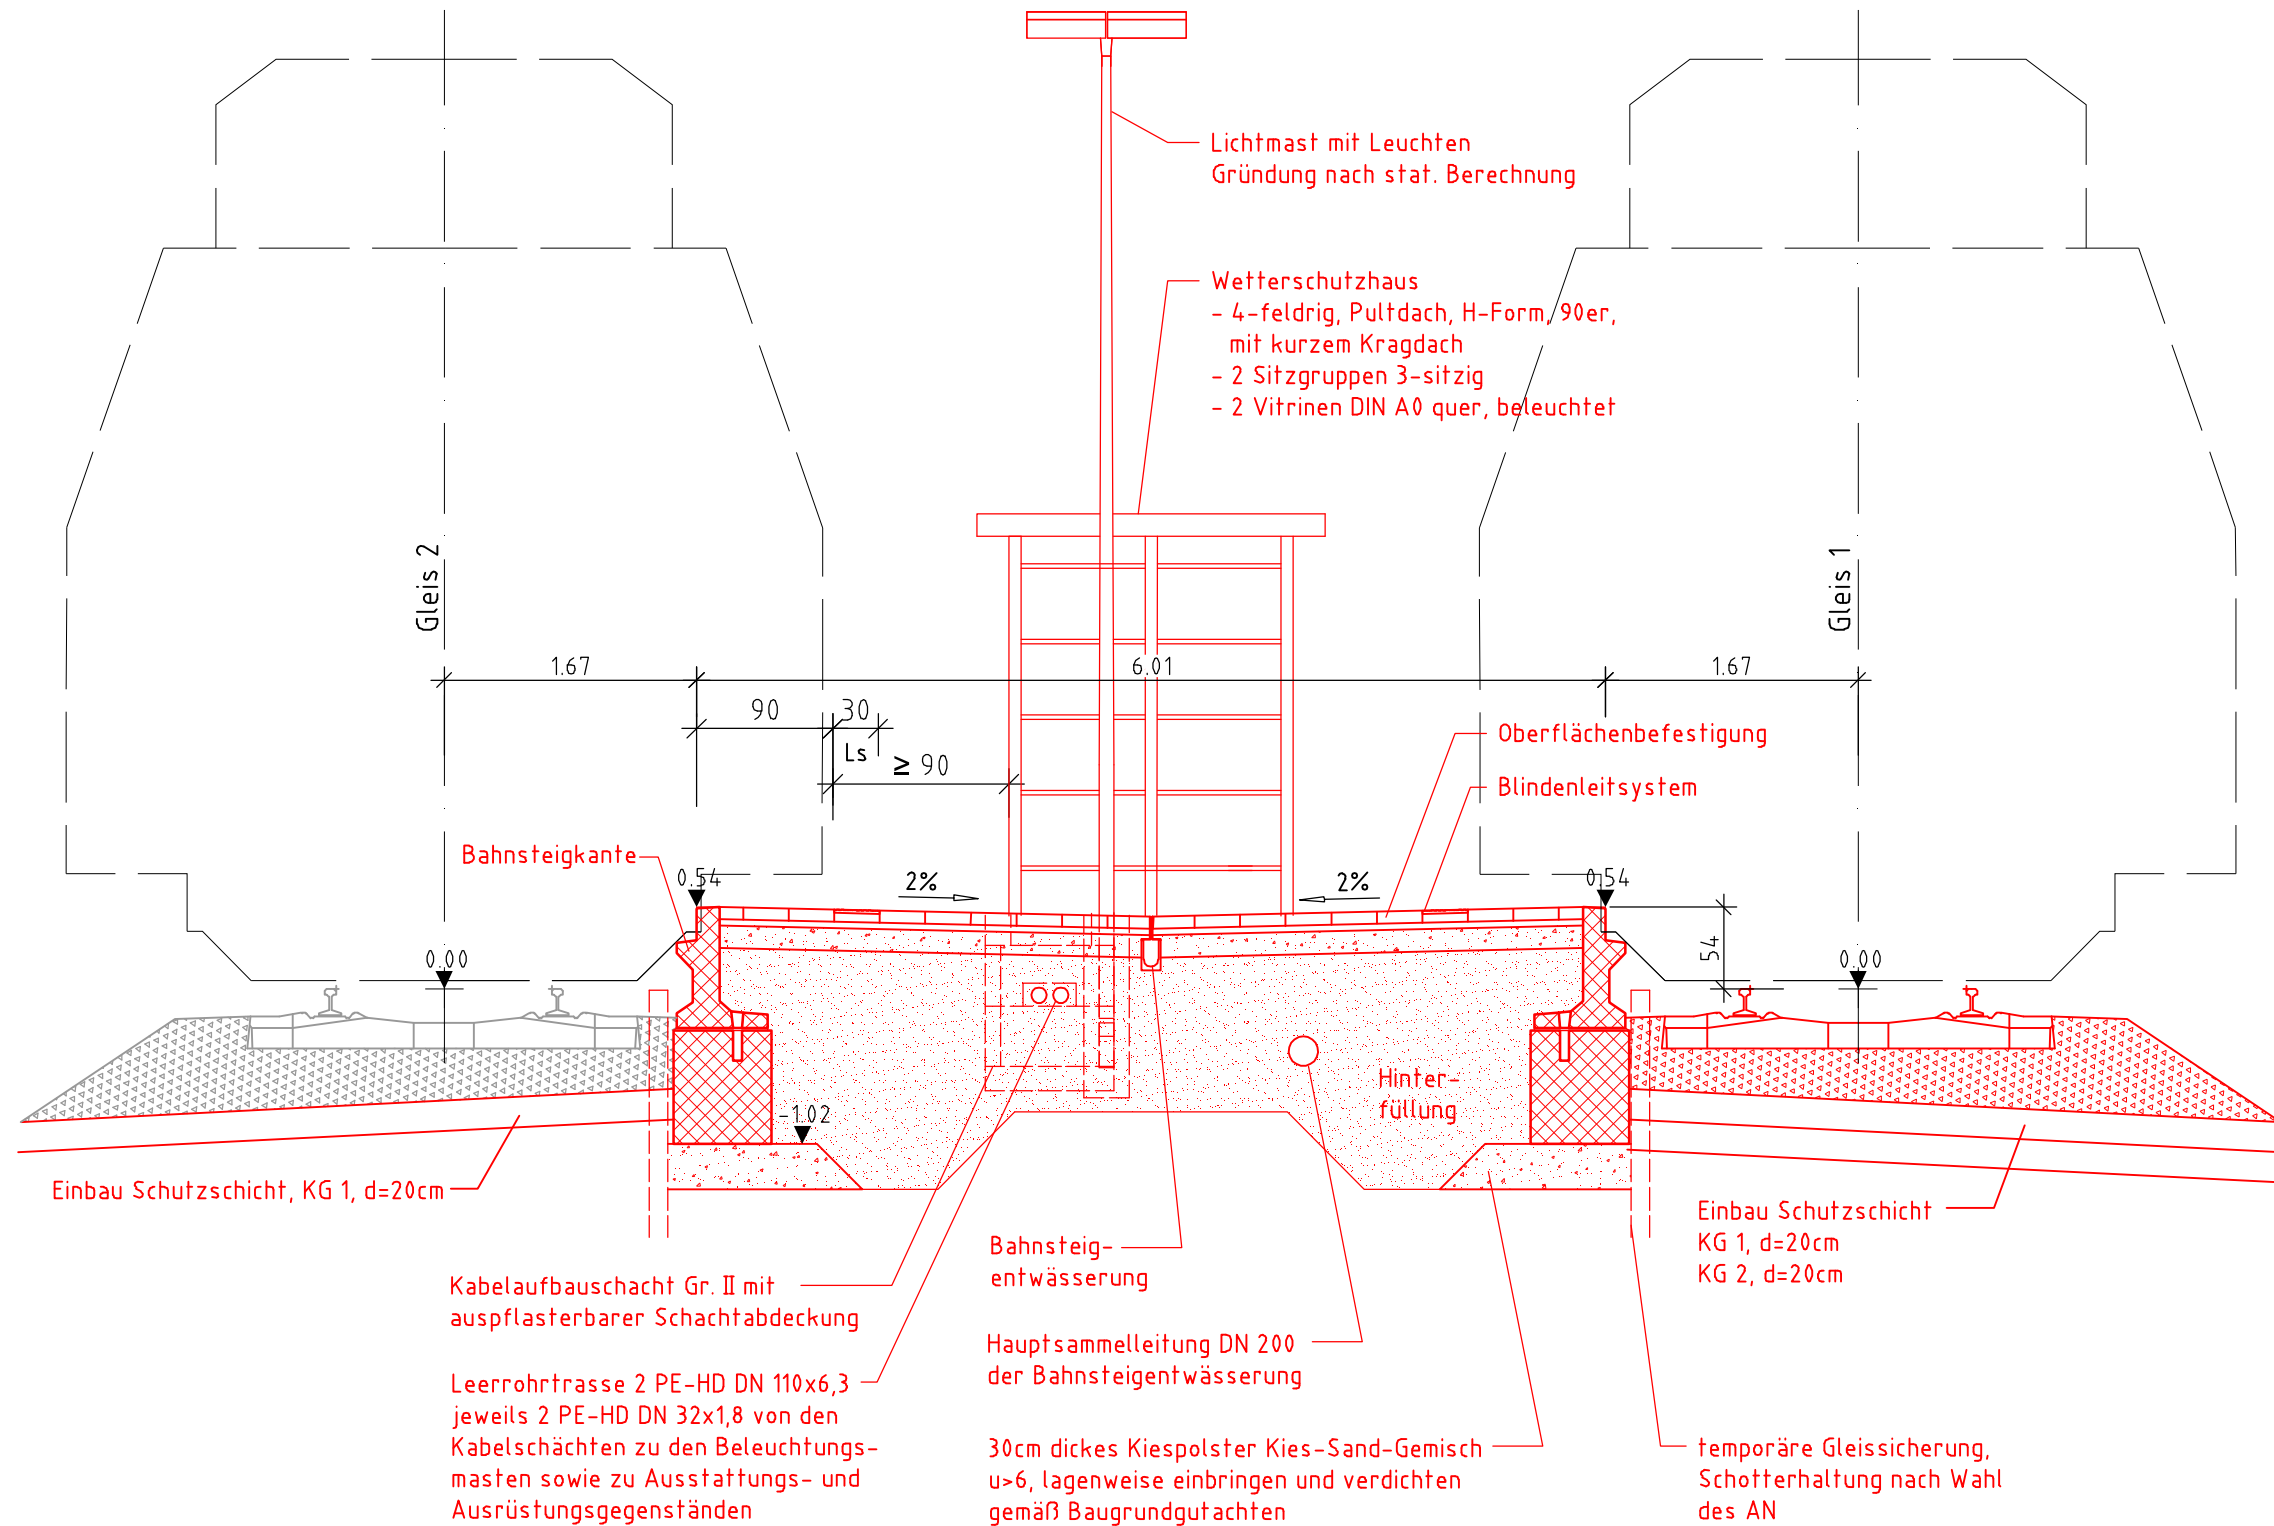 Lichtmast mit Leuchten
Gründung nach stat. Berechnung
Wetterschutzhaus
- 4-feldrig, Pultdach, H-Form, 90er,
mit kurzem Kragdach
- 2 Sitzgruppen 3-sitzig
- 2 Vitrinen DIN A0 quer, beleuchtet
Gleis 2
Gleis 1
1.67
6.01
1.67
90
30
Ls
≥ 90
Oberflächenbefestigung
Blindenleitsystem
Bahnsteigkante
0.54
2%
2%
0.54
54
0.00
0.00
Hinter-
füllung
-1.02
Einbau Schutzschicht, KG 1, d=20cm
Einbau Schutzschicht
KG 1, d=20cm
KG 2, d=20cm
Bahnsteig-
entwässerung
Kabelaufbauschacht Gr. II mit
auspflasterbarer Schachtabdeckung
Hauptsammelleitung DN 200
der Bahnsteigentwässerung
Leerrohrtrasse 2 PE-HD DN 110x6,3
jeweils 2 PE-HD DN 32x1,8 von den
Kabelschächten zu den Beleuchtungs-
masten sowie zu Ausstattungs- und
Ausrüstungsgegenständen
30cm dickes Kiespolster Kies-Sand-Gemisch
u>6, lagenweise einbringen und verdichten
gemäß Baugrundgutachten
temporäre Gleissicherung,
Schotterhaltung nach Wahl
des AN